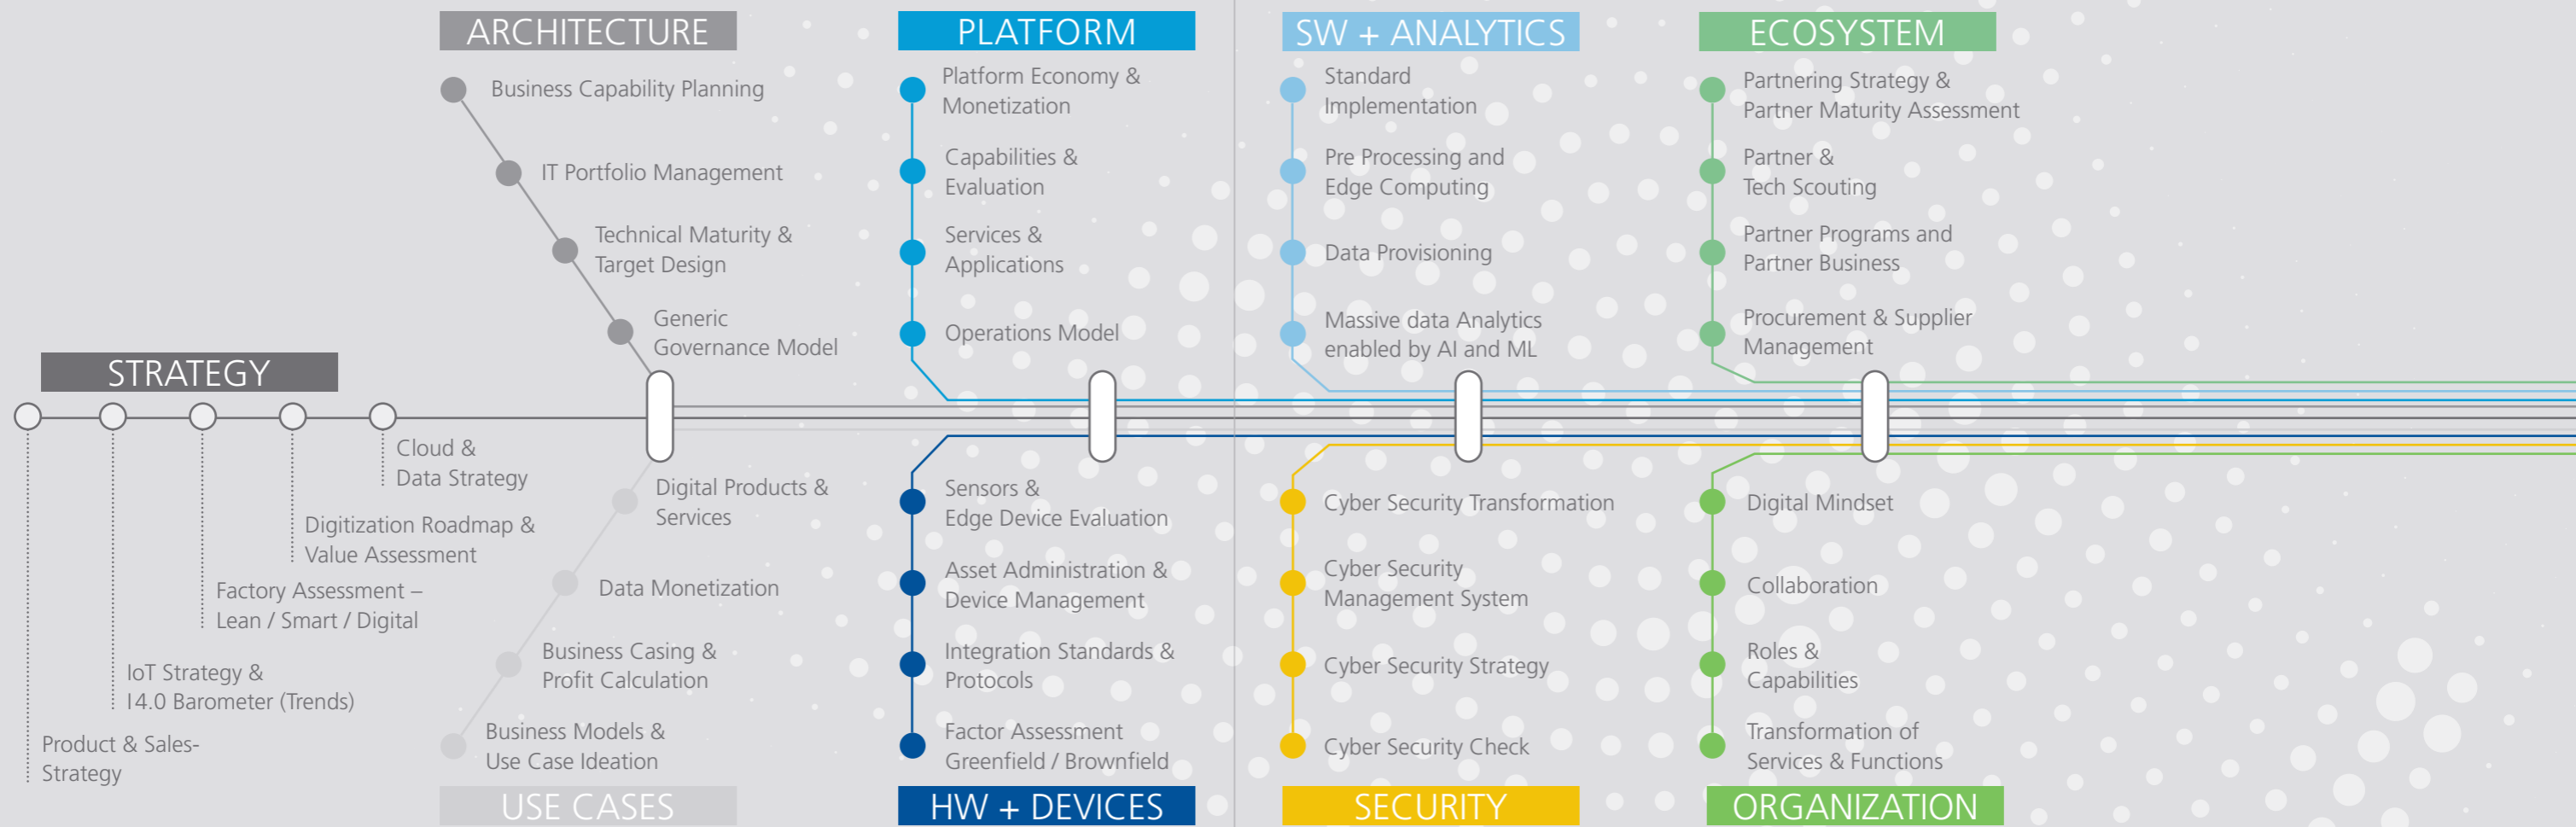 ARCHITECTURE
Business Capability Planning
IT Portfolio Management
Technical Maturity &
Target Design
Generic
Governance Model
PLATFORM
Platform Economy &
Monetization
Capabilities &
Evaluation
Services &
Applications
Operations Model
SW + ANALYTICS
Standard
Implementation
Pre Processing and
Edge Computing
Data Provisioning
Massive data Analytics
enabled by AI and ML
ECOSYSTEM
Partnering Strategy &
Partner Maturity Assessment
Partner &
Tech Scouting
Partner Programs and
Partner Business
Procurement & Supplier
Management
STRATEGY
Cloud &
Data Strategy
Digitization Roadmap &
Value Assessment
Factory Assessment –
Lean / Smart / Digital
IoT Strategy &
I4.0 Barometer (Trends)
Product & Sales-
Strategy
Digital Products &
Services
Data Monetization
Business Casing &
Profit Calculation
Business Models &
Use Case Ideation
USE CASES
Sensors &
Edge Device Evaluation
Asset Administration &
Device Management
Integration Standards &
Protocols
Factor Assessment
Greenfield / Brownfield
HW + DEVICES
Cyber Security Transformation
Cyber Security
Management System
Cyber Security Strategy
Cyber Security Check
SECURITY
Digital Mindset
Collaboration
Roles &
Capabilities
Transformation of
Services & Functions
ORGANIZATION